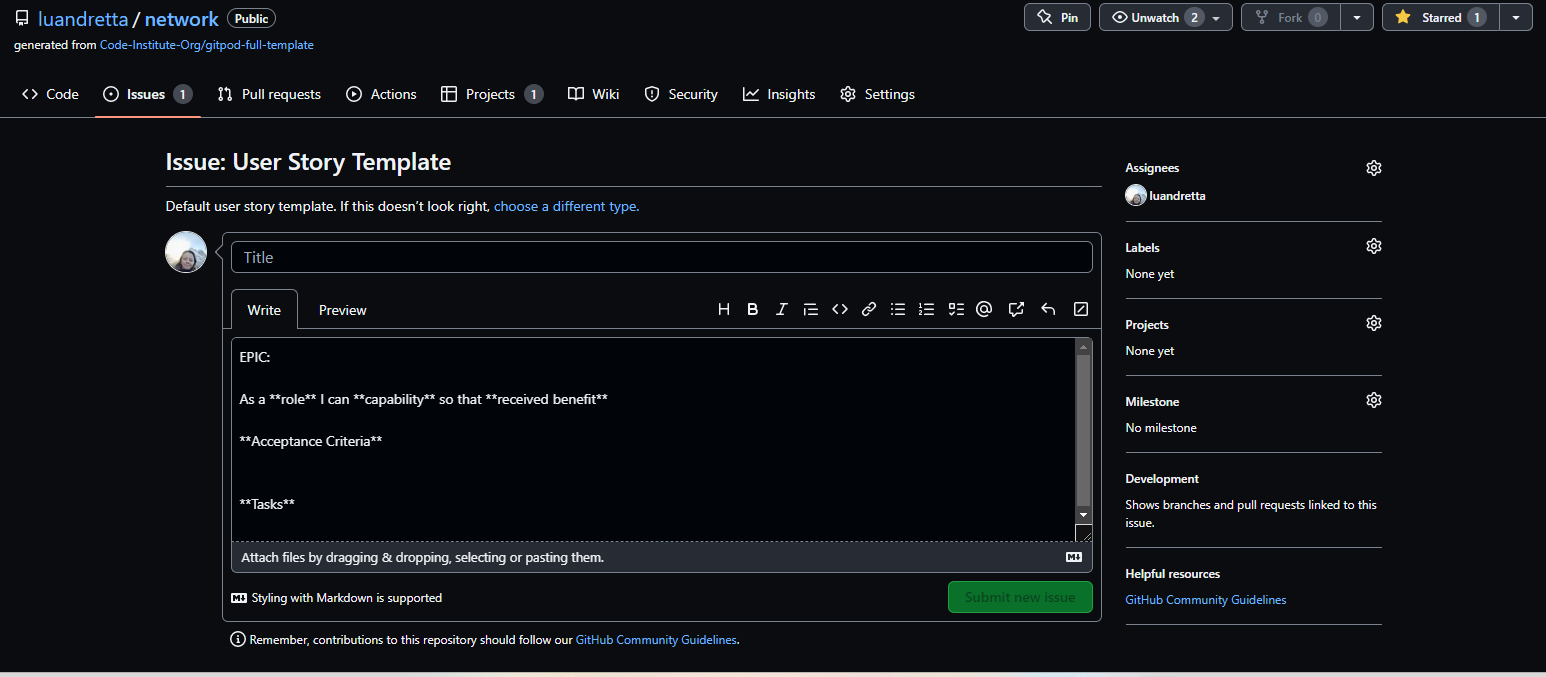 luandretta / network Public
Pin
Unwatch 2
Fork 0
Starred 1
generated from Code-Institute-Org/gitpod-full-template
Code
Issues 1
Pull requests
Actions
Projects 1
Wiki
Security
Insights
Settings
Issue: User Story Template
Default user story template. If this doesn’t look right, choose a different type.
Title
Write
Preview
EPIC:
As a **role** I can **capability** so that **received benefit**
**Acceptance Criteria**
**Tasks**
Attach files by dragging & dropping, selecting or pasting them.
Styling with Markdown is supported
Submit new issue
Remember, contributions to this repository should follow our GitHub Community Guidelines.
Assignees
luandretta
Labels
None yet
Projects
None yet
Milestone
No milestone
Development
Shows branches and pull requests linked to this
issue.
Helpful resources
GitHub Community Guidelines